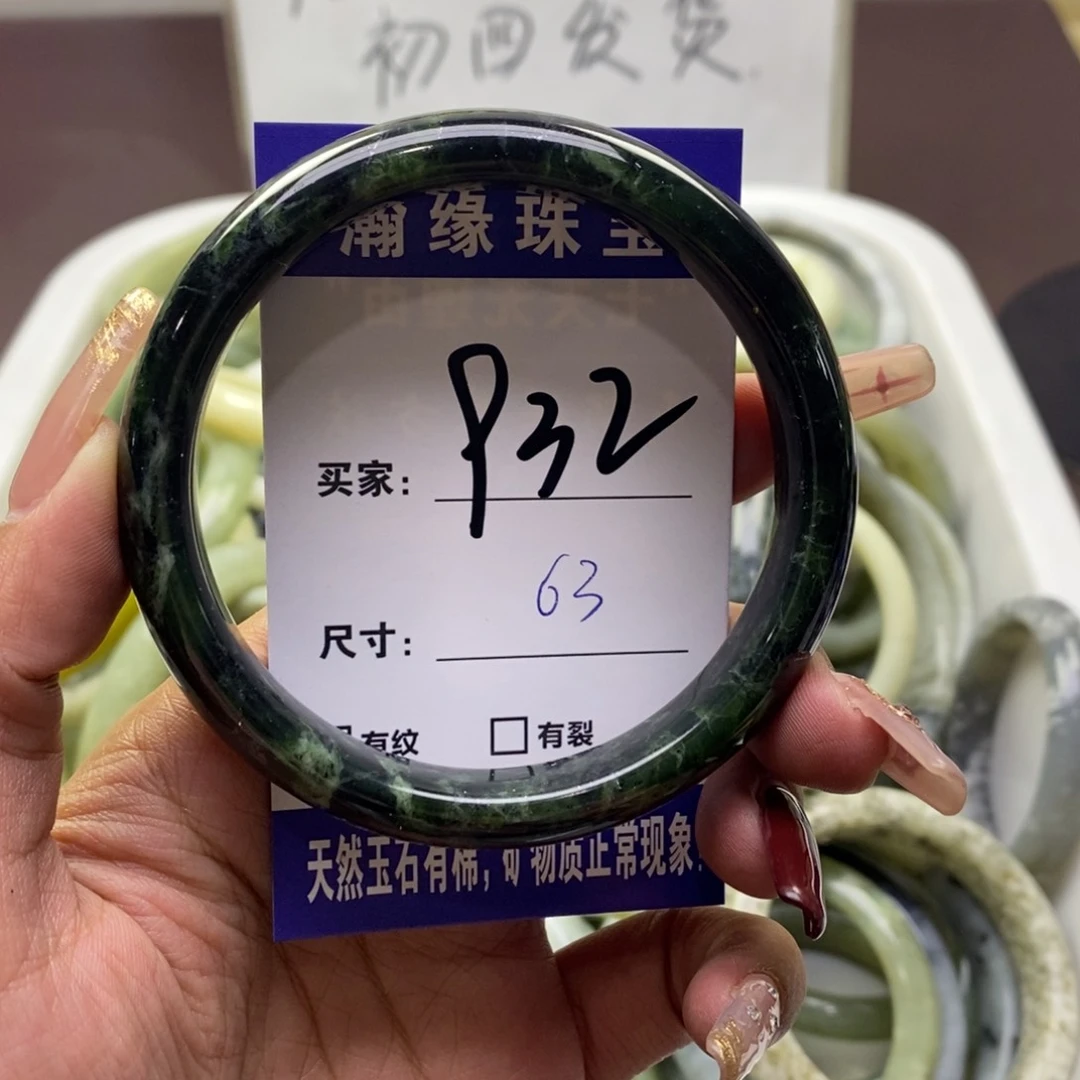 初四发货.
瀚缘珠宝
买家: P32
尺寸: 63
有纹 □有裂
天然玉石有棉, 矿物质正常现象!